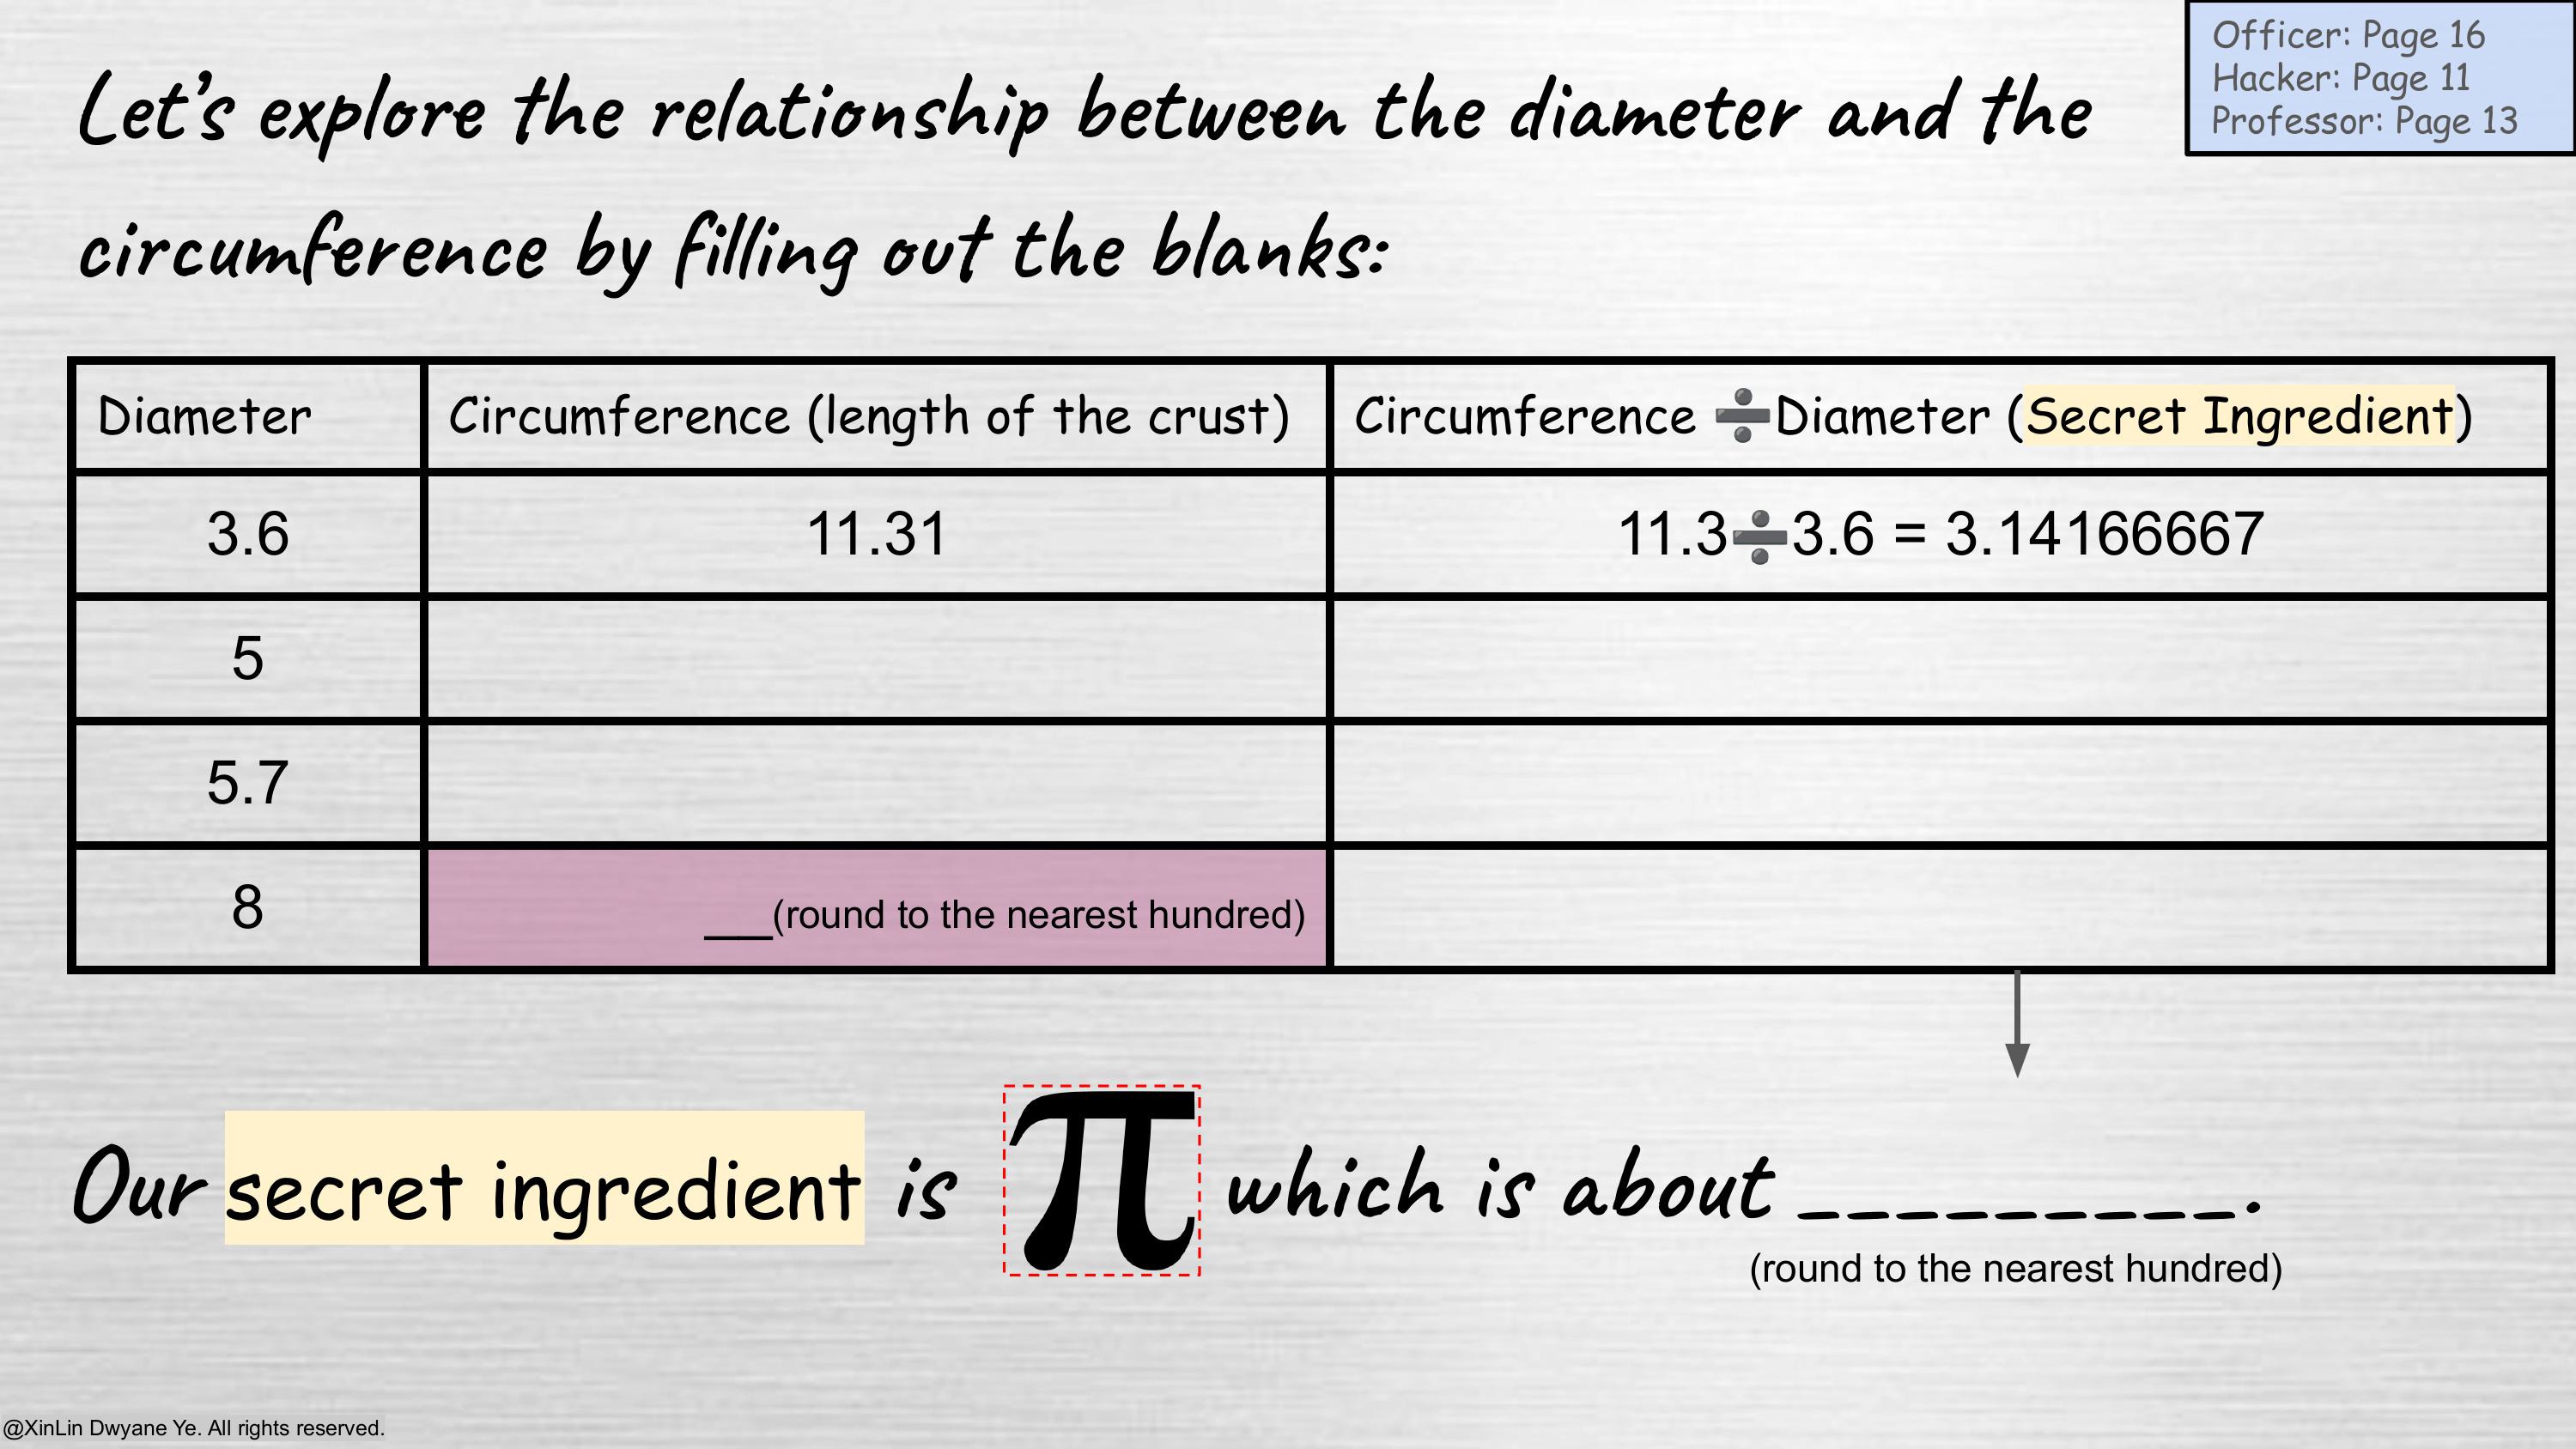 Officer: Page 16
Hacker: Page 11
Professor: Page 13
Let's explore the relationship between the diameter and the
circumference by filling out the blanks:
Diameter Circumference (length of the crust) Circumference ➗Diameter (Secret Ingredient)
3.6 11.31 11.3➗3.6 = 3.14166667
5
5.7
8 ___(round to the nearest hundred)
Our secret ingredient is π which is about _________.
(round to the nearest hundred)
@XinLin Dwyane Ye. All rights reserved.